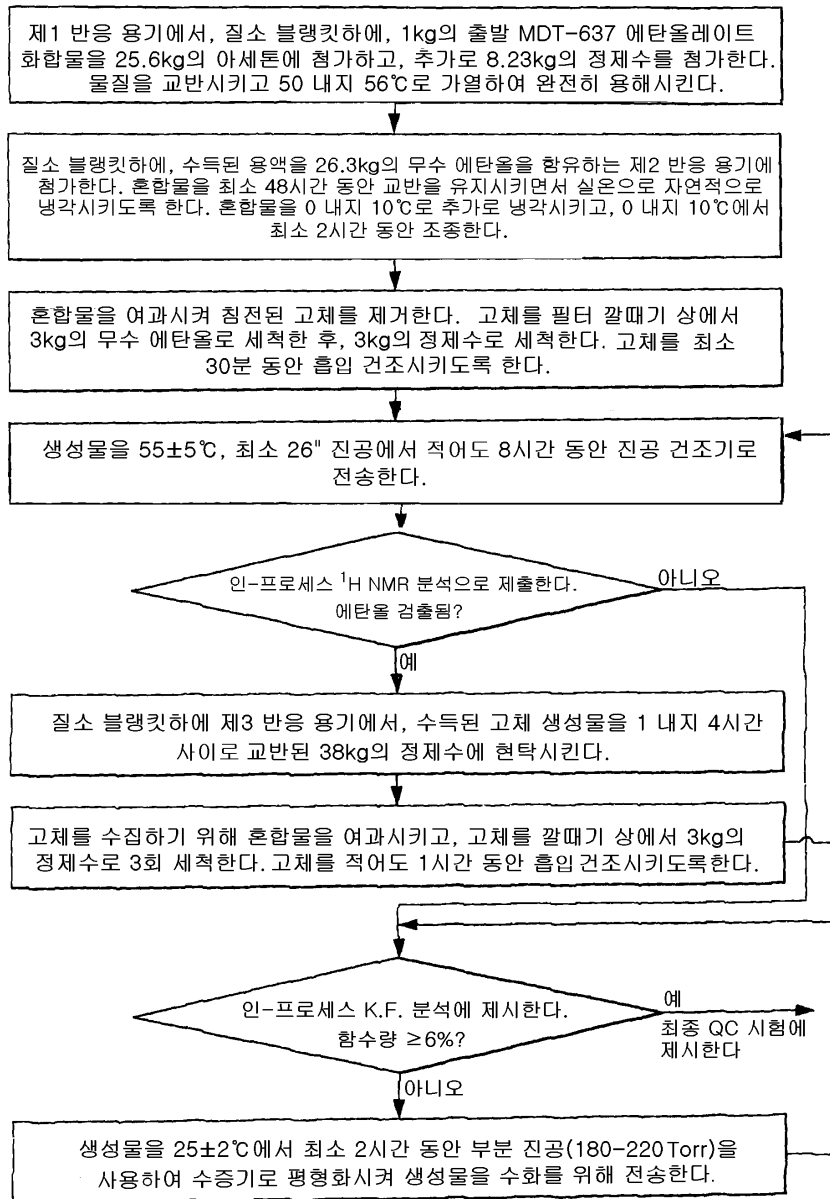 제1 반응 용기에서, 질소 블랭킷하에, 1kg의 출발 MDT-637 에탄올레이트
화합물을 25.6kg의 아세톤에 첨가하고, 추가로 8.23kg의 정제수를 첨가한다.
물질을 교반시키고 50 내지 56℃로 가열하여 완전히 용해시킨다.
질소 블랭킷하에, 수득된 용액을 26.3kg의 무수 에탄올을 함유하는 제2 반응 용기에
첨가한다. 혼합물을 최소 48시간 동안 교반을 유지시키면서 실온으로 자연적으로
냉각시키도록 한다. 혼합물을 0 내지 10℃로 추가로 냉각시키고, 0 내지 10℃에서
최소 2시간 동안 조종한다.
혼합물을 여과시켜 침전된 고체를 제거한다. 고체를 필터 깔때기 상에서
3kg의 무수 에탄올로 세척한 후, 3kg의 정제수로 세척한다. 고체를 최소
30분 동안 흡입 건조시키도록 한다.
생성물을 55±5℃, 최소 26" 진공에서 적어도 8시간 동안 진공 건조기로
전송한다.
인-프로세스 ¹H NMR 분석으로 제출한다.
에탄올 검출됨?
아니오
예
질소 블랭킷하에 제3 반응 용기에서, 수득된 고체 생성물을 1 내지 4시간
사이로 교반된 38kg의 정제수에 현탁시킨다.
고체를 수집하기 위해 혼합물을 여과시키고, 고체를 깔때기 상에서 3kg의
정제수로 3회 세척한다. 고체를 적어도 1시간 동안 흡입 건조시키도록한다.
인-프로세스 K.F. 분석에 제시한다.
함수량 ≥6%?
예
최종 QC 시험에
제시한다
아니오
생성물을 25±2℃에서 최소 2시간 동안 부분 진공(180-220 Torr)을
사용하여 수증기로 평형화시켜 생성물을 수화를 위해 전송한다.